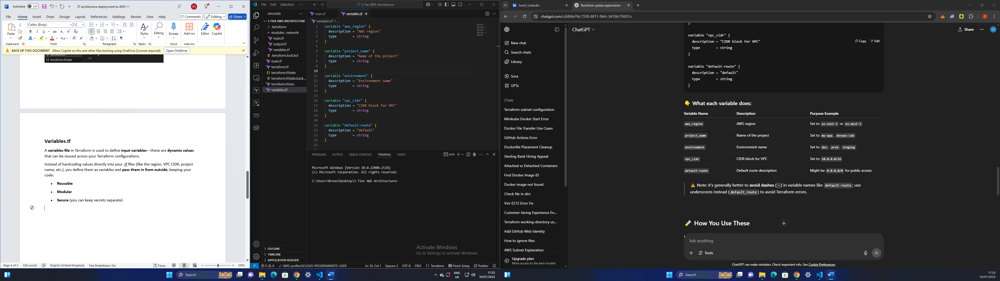 AutoSave Off 3T architecture deployment to AWS SN
File Home Insert Draw Design Layout References Mailings Review View Help Comments Editing Share
Calibri (Body) 12
Paste Styles Editing Dictate Add-ins Editor Copilot
Clipboard Font Paragraph Styles Voice Add-ins
BACK UP THIS DOCUMENT Allow Copilot on this and other files backing using OneDrive (License required). Open OneDrive
terraform.tf
terraform.tfstate 10
Variables.tf
A variables file in Terraform is used to define input variables—these are dynamic values
that can be reused across your Terraform configurations.
Instead of hardcoding values directly into your .tf files (like the region, VPC CIDR, project
name, etc.), you define them as variables and pass them in from outside, keeping your
code:
• Reusable
• Modular
• Secure (you can keep secrets separate)
Page 4 of 5 626 words English (United Kingdom) Text Predictions: On Focus 100%
File Edit Selection ··· 3 Tier AWS Architecture
EXPLORER
3 TIER AWS ARCHITECTURE
.terraform
modules\network
main.tf
output.tf
variables.tf
.terraform.lock.hcl
main.tf
terraform.tf
terraform.tfstate
terraform.tfstate.back...
terraform.tfvars
variables.tf
OUTLINE
TIMELINE
APPLICATION BUILDER
aws
main.tf variables.tf
variables.tf > ...
1 variable "aws_region" {
2 description = "AWS region"
3 type = string
4 }
5
6 variable "project_name" {
7 description = "Name of the project"
8 type = string
9 }
10
11 variable "environment" {
12 description = "Environment name"
13 type = string
14 }
15
16 variable "vpc_cidr" {
17 description = "CIDR block for VPC"
18 type = string
19 }
20
21 variable "default-route" {
22 description = "default"
23 type = string
24 }
25
PROBLEMS OUTPUT DEBUG CONSOLE TERMINAL PORTS cmd
Microsoft Windows [Version 10.0.22000.2538]
(c) Microsoft Corporation. All rights reserved.
C:\Users\Brooo\Desktop\3 Tier AWS Architecture>
Activate Windows
Go to Settings to activate Windows.
0 0 AWS: profile:SJCLOUD-PROGRAMMATIC-USER Ln 10, Col 1 Spaces: 2 UTF-8 CRLF {} Terraform Finish Setup Prettier
Search ENG UK 17:25 10/07/2025
Feed | LinkedIn Terraform syntax explanation
chatgpt.com/c/686fe7fd-7330-8011-9bfc-3410b176031c
ChatGPT Share
New chat
Search chats
Library
Sora
GPTs
Chats
Terraform subnet configuration
Minikube Docker Start Error
Docker File Transfer Use Cases
GitHub Actions Error
Dockerfile Placement Cleanup
Sterling Bank Hiring Appeal
Attached vs Detached Containers
Find Docker Image ID
Docker image not found
Check file in dirs
Vim E212 Error Fix
Customer-facing Experience En...
Terraform working-directory us...
Add GitHub Web Identity
How to ignore files
AWS Subnet Explanation
Upgrade plan
More access to the best models
}
Copy Edit
variable "vpc_cidr" {
description = "CIDR block for VPC"
type = string
}
variable "default-route" {
description = "default"
type = string
}
👇 What each variable does:
Variable Name Description Purpose Example
aws_region AWS region Set to us-east-1 or eu-west-1
project_name Name of the project Set to my-app, devops-lab
environment Environment name Set to dev, prod, staging
vpc_cidr CIDR block for VPC Set to 10.0.0.0/16
default-route Default route description Might be 0.0.0.0/0 for public access
⚠️ Note: it's generally better to avoid dashes (-) in variable names like default-route; use
underscores instead (default_route) to avoid Terraform errors.
🧪 How You Use These
Ask anything
Tools
ChatGPT can make mistakes. Check important info. See Cookie Preferences.
Search 17:25 10/07/2025